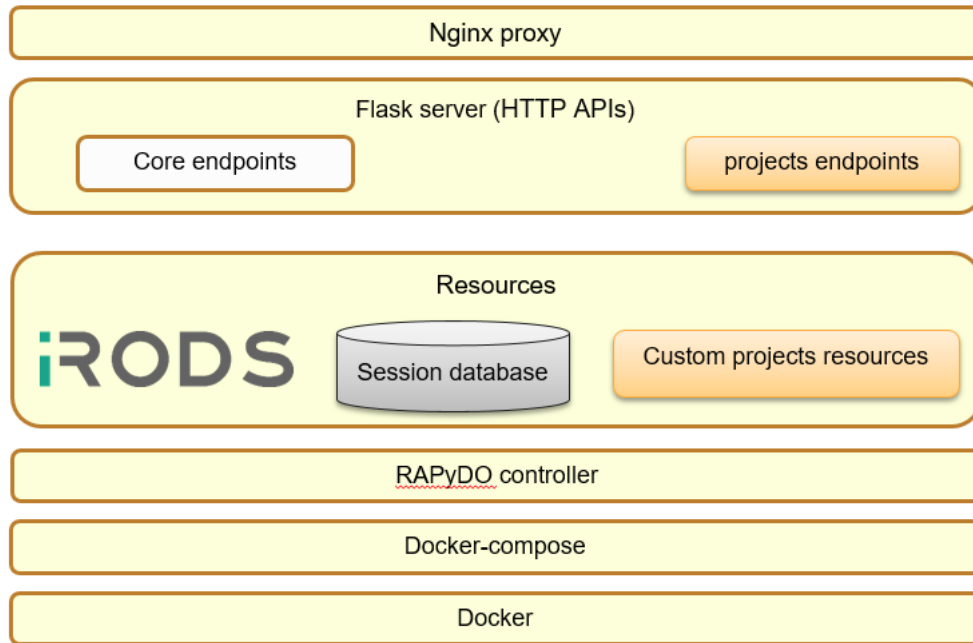 Nginx proxy
Flask server (HTTP APIs)
Core endpoints
projects endpoints
Resources
iRODS
Session database
Custom projects resources
RAPyDO controller
Docker-compose
Docker